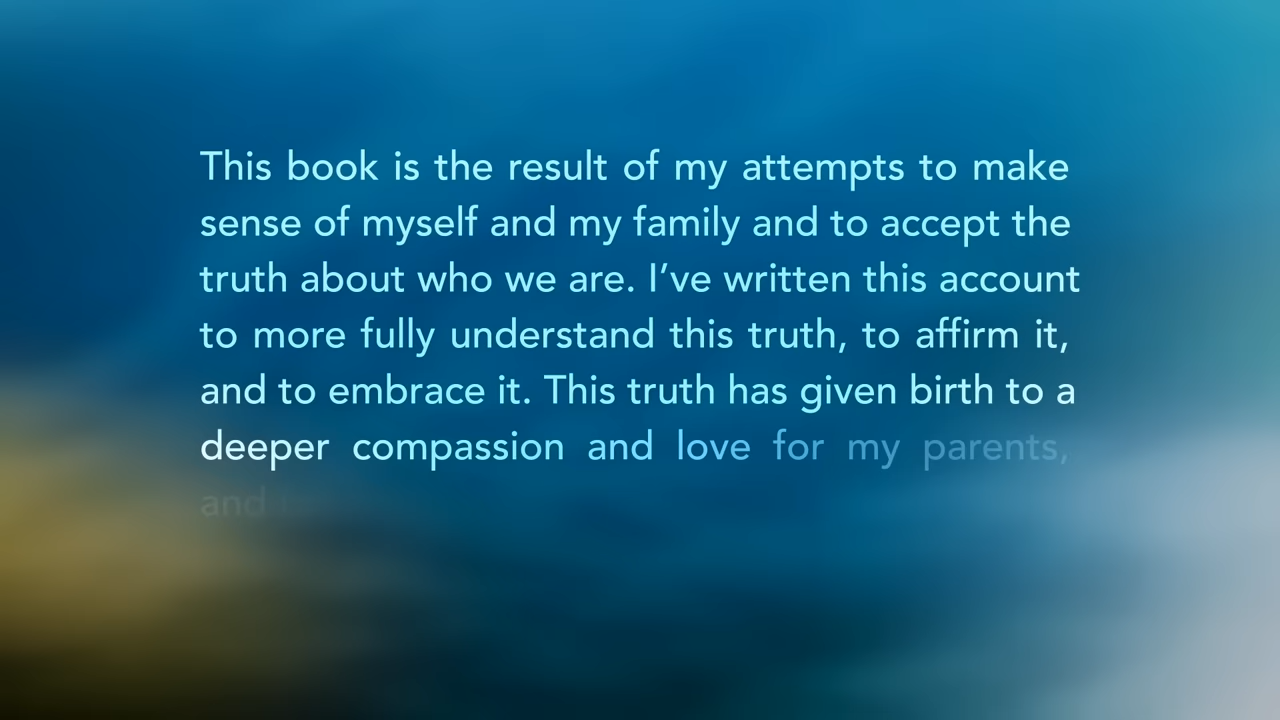 This book is the result of my attempts to make
sense of myself and my family and to accept the
truth about who we are. I’ve written this account
to more fully understand this truth, to affirm it,
and to embrace it. This truth has given birth to a
deeper compassion and love for my parents,
and